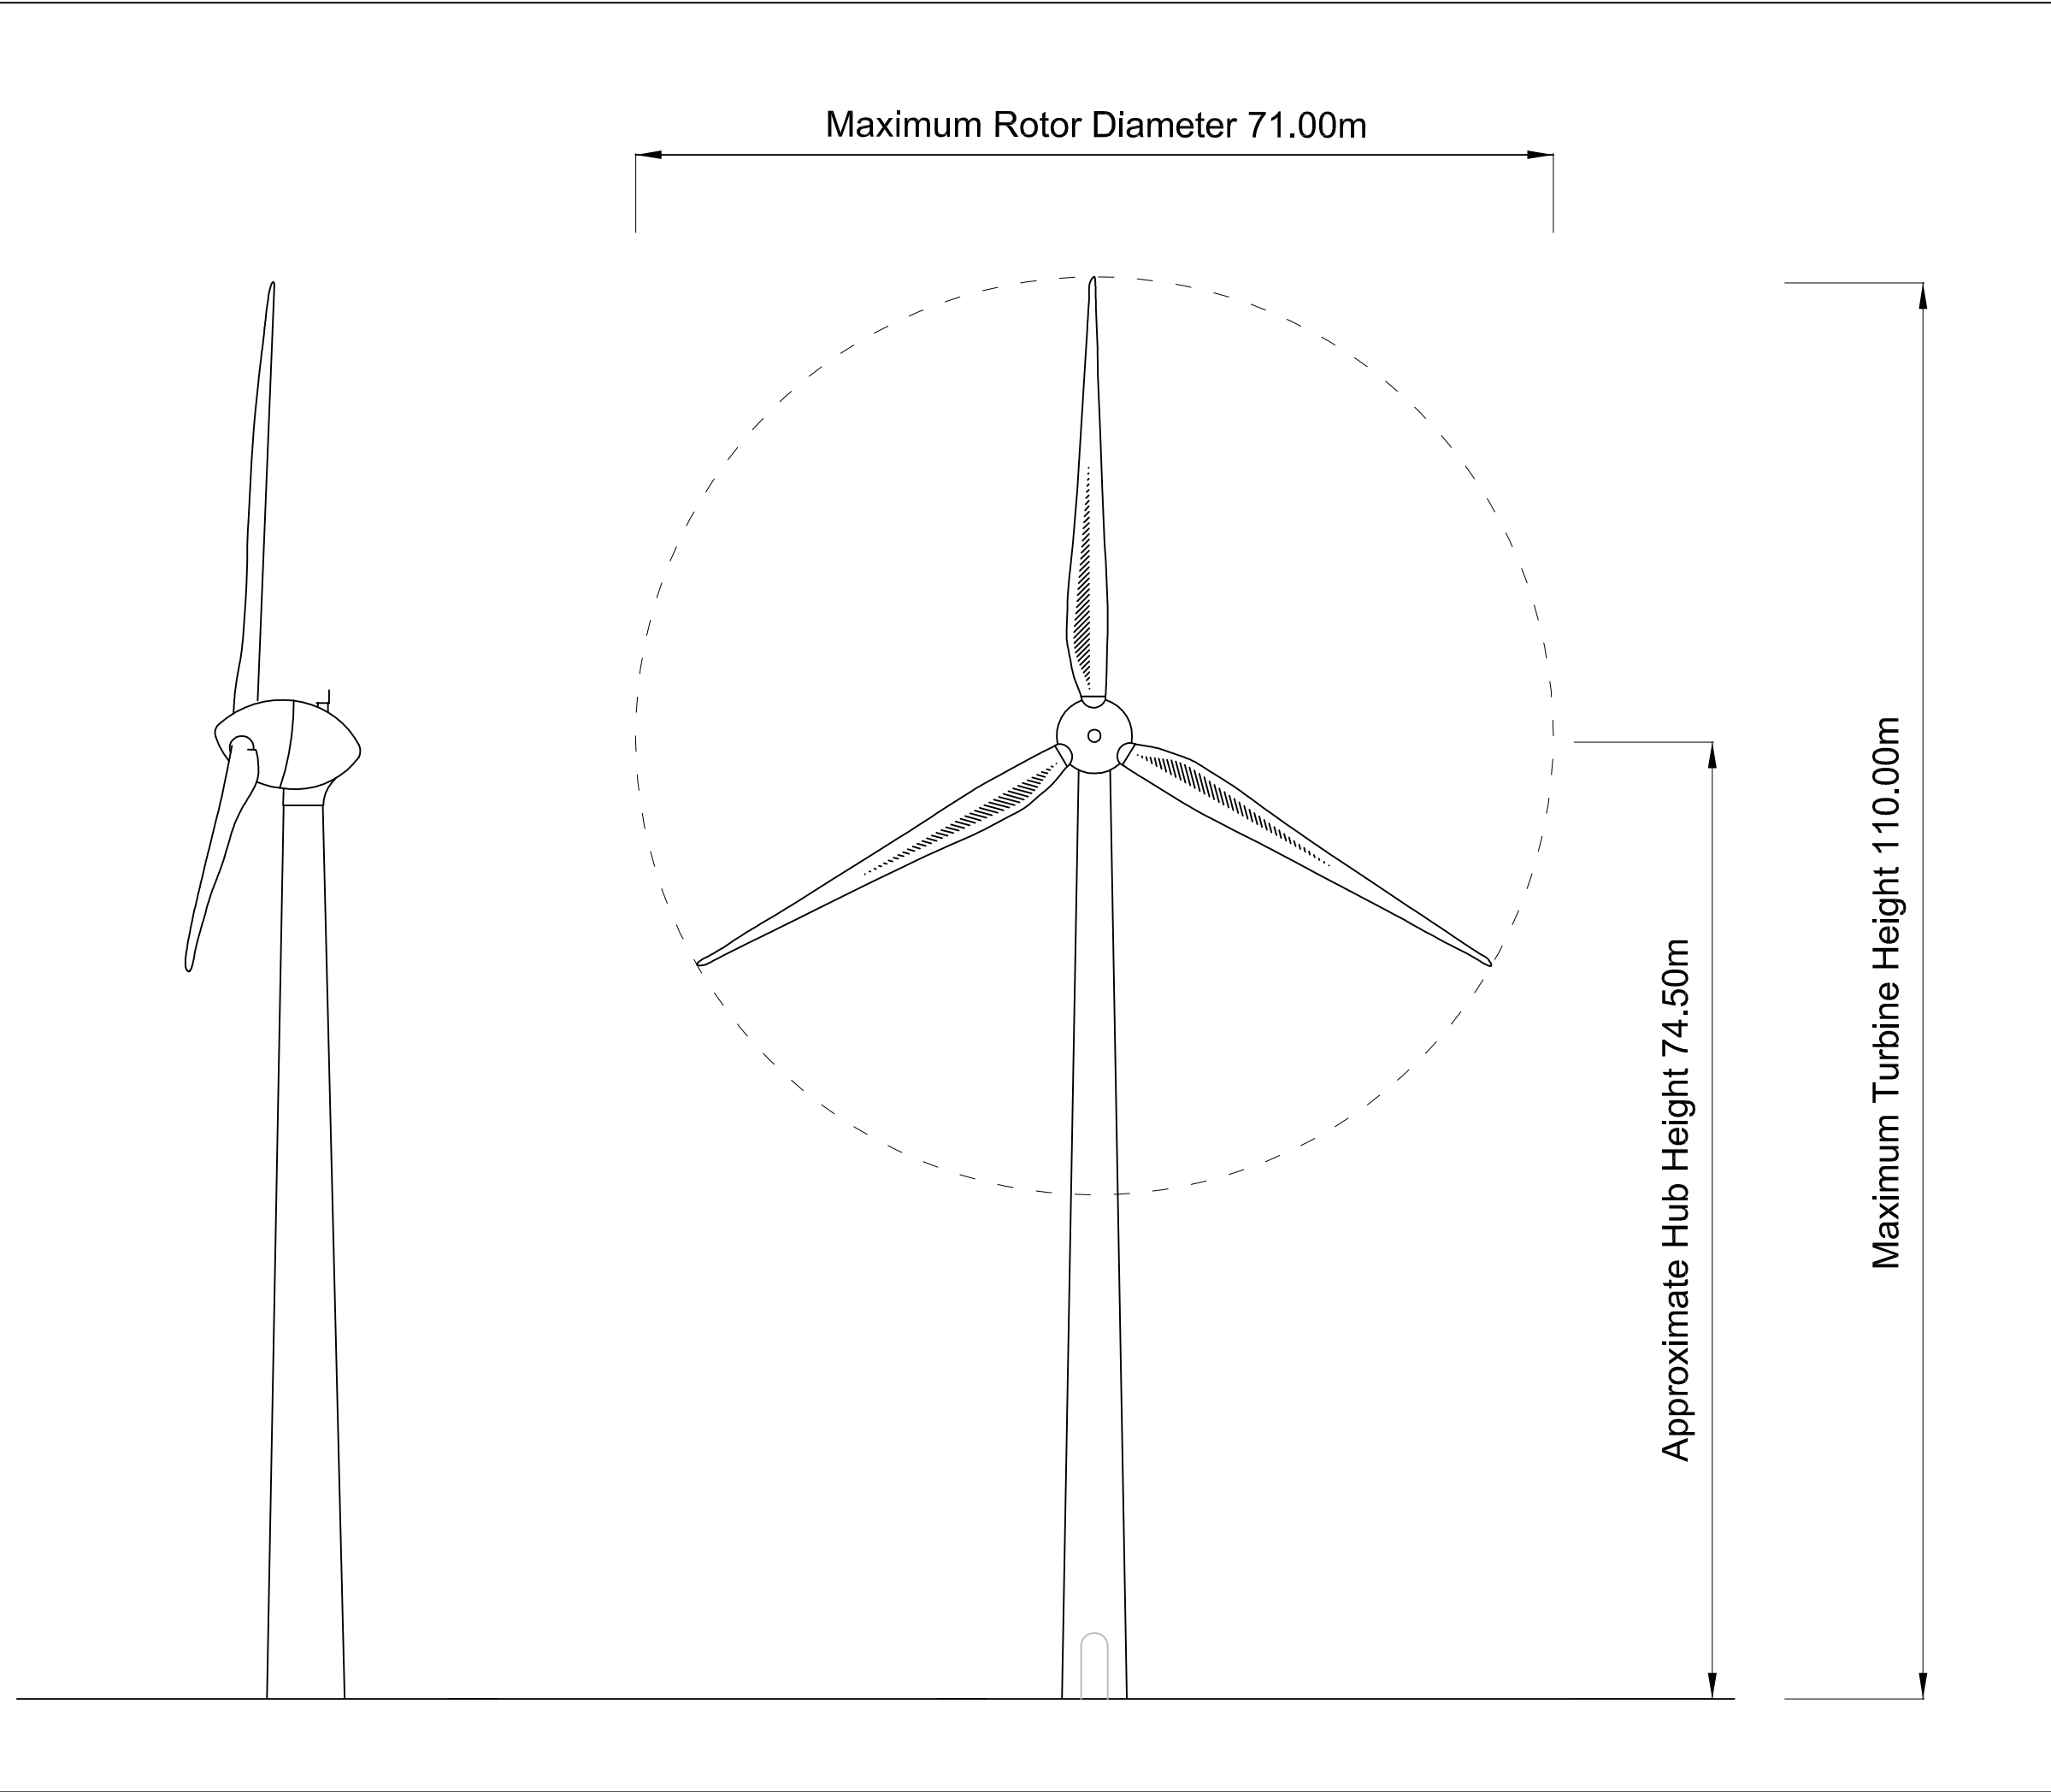 Maximum Rotor Diameter 71.00m
Approximate Hub Height 74.50m
Maximum Turbine Height 110.00m